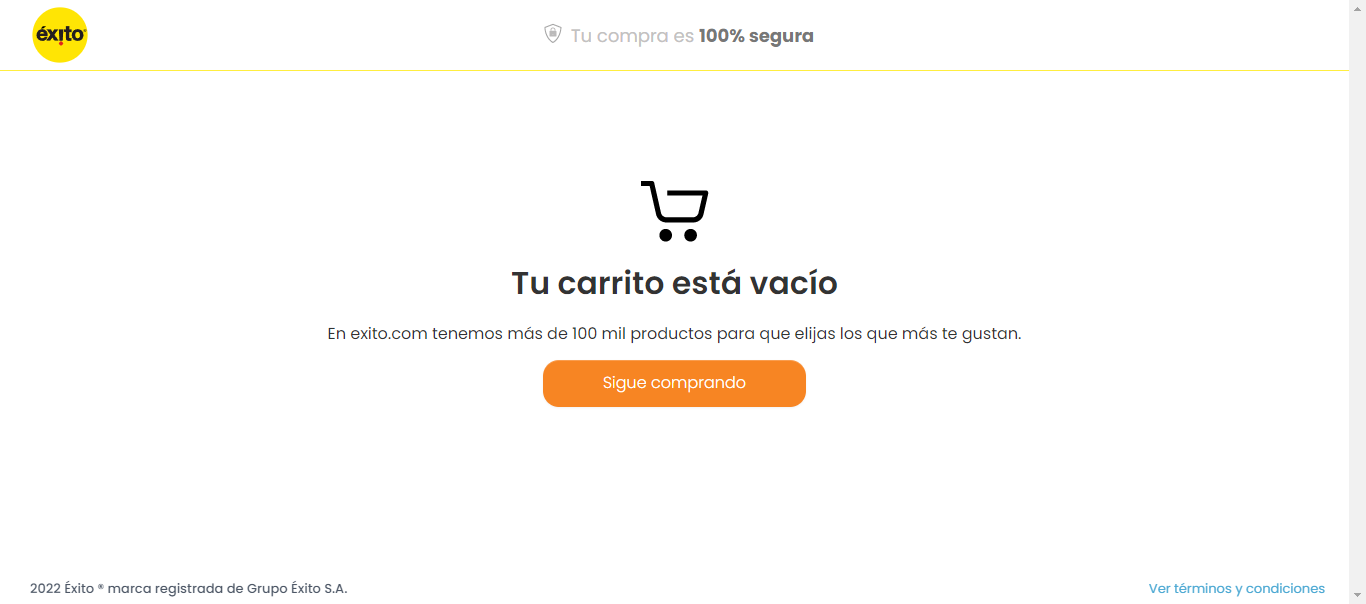 éxito
Tu compra es 100% segura
Tu carrito está vacío
En exito.com tenemos más de 100 mil productos para que elijas los que más te gustan.
Sigue comprando
2022 Éxito ® marca registrada de Grupo Éxito S.A.
Ver términos y condiciones